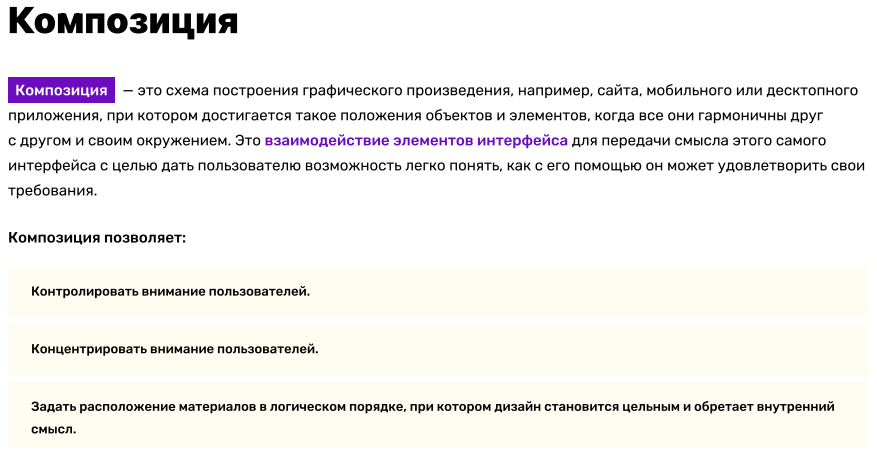 Композиция
Композиция — это схема построения графического произведения, например, сайта, мобильного или десктопного
приложения, при котором достигается такое положения объектов и элементов, когда все они гармоничны друг
с другом и своим окружением. Это взаимодействие элементов интерфейса для передачи смысла этого самого
интерфейса с целью дать пользователю возможность легко понять, как с его помощью он может удовлетворить свои
требования.
Композиция позволяет:
Контролировать внимание пользователей.
Концентрировать внимание пользователей.
Задать расположение материалов в логическом порядке, при котором дизайн становится цельным и обретает внутренний
смысл.